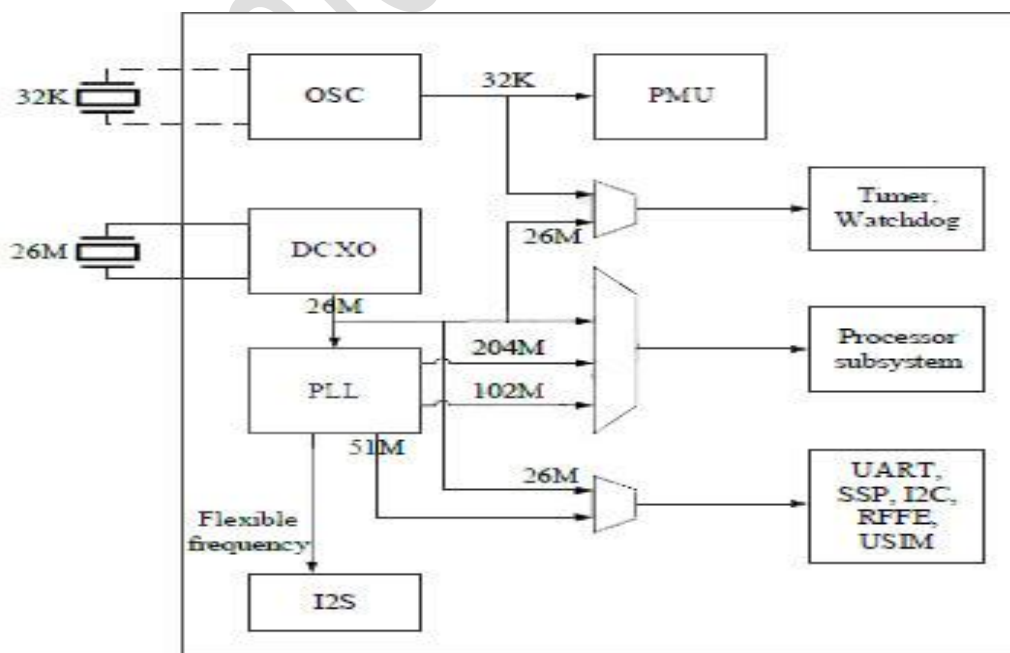 32K
OSC
32K
PMU
26M
DCXO
26M
Timer.
Watchdog
26M
204M
Processor
subsystem
PLL
102M
51M
26M
UART,
SSP, I2C,
RFFE,
USIM
Flexible
frequency
I2S